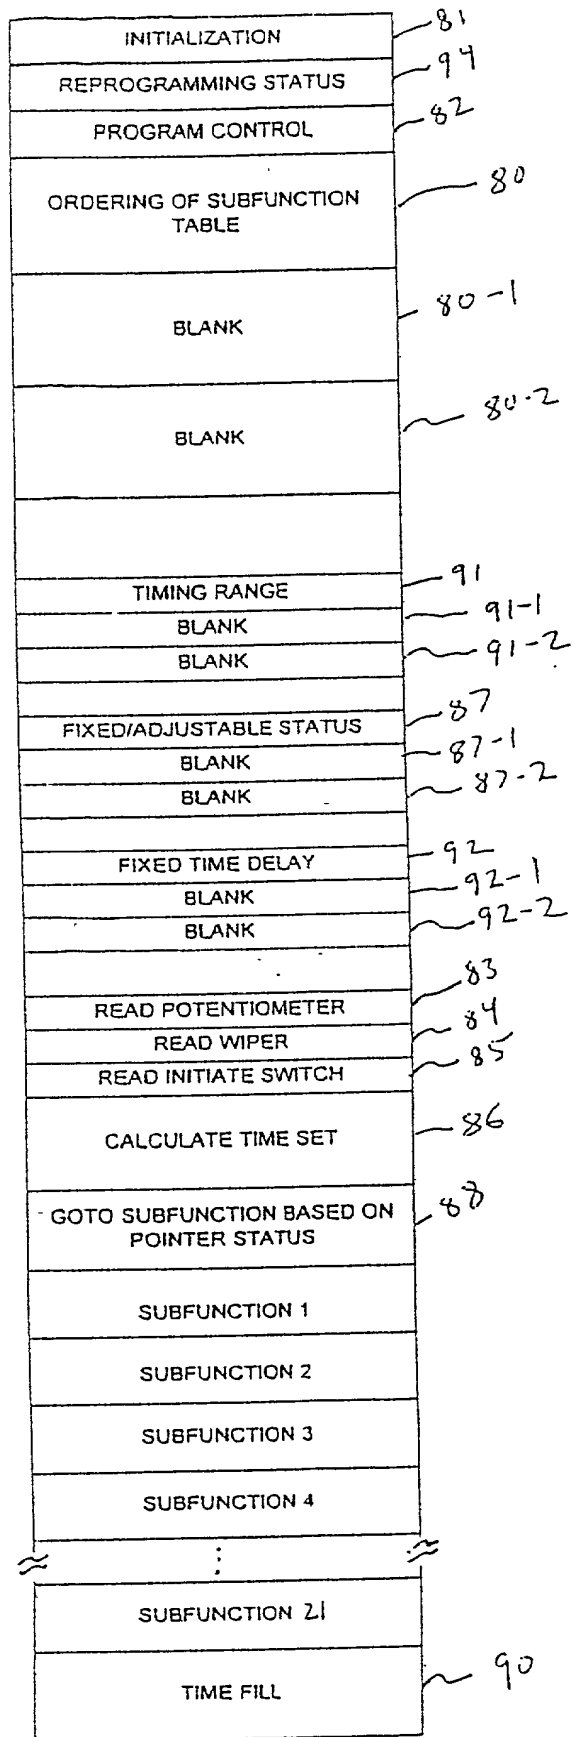 INITIALIZATION 81
REPROGRAMMING STATUS 94
PROGRAM CONTROL 82
ORDERING OF SUBFUNCTION 80
TABLE
BLANK 80-1
BLANK 80-2
TIMING RANGE 91
BLANK 91-1
BLANK 91-2
FIXED/ADJUSTABLE STATUS 87
BLANK 87-1
BLANK 87-2
FIXED TIME DELAY 92
BLANK 92-1
BLANK 92-2
READ POTENTIOMETER 83
READ WIPER 84
READ INITIATE SWITCH 85
CALCULATE TIME SET 86
GOTO SUBFUNCTION BASED ON 88
POINTER STATUS
SUBFUNCTION 1
SUBFUNCTION 2
SUBFUNCTION 3
SUBFUNCTION 4
SUBFUNCTION 21
TIME FILL 90